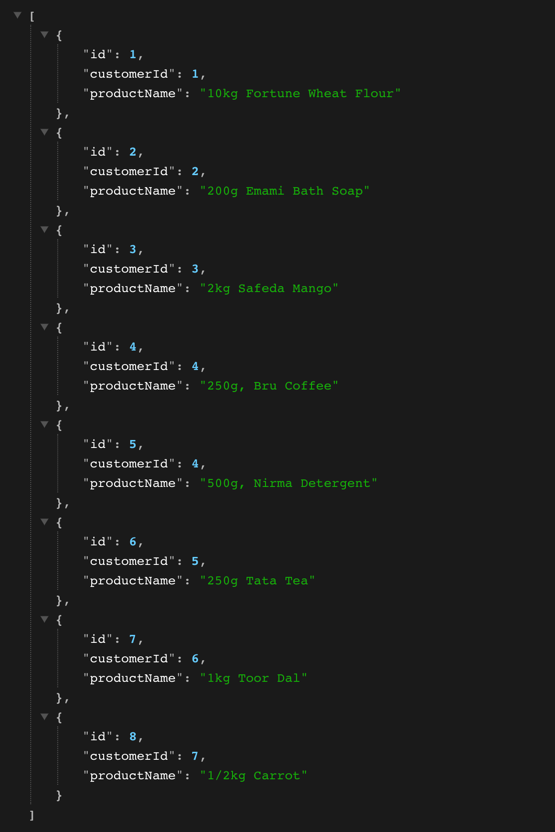 [
{
"id": 1,
"customerId": 1,
"productName": "10kg Fortune Wheat Flour"
},
{
"id": 2,
"customerId": 2,
"productName": "200g Emami Bath Soap"
},
{
"id": 3,
"customerId": 3,
"productName": "2kg Safeda Mango"
},
{
"id": 4,
"customerId": 4,
"productName": "250g, Bru Coffee"
},
{
"id": 5,
"customerId": 4,
"productName": "500g, Nirma Detergent"
},
{
"id": 6,
"customerId": 5,
"productName": "250g Tata Tea"
},
{
"id": 7,
"customerId": 6,
"productName": "1kg Toor Dal"
},
{
"id": 8,
"customerId": 7,
"productName": "1/2kg Carrot"
}
]